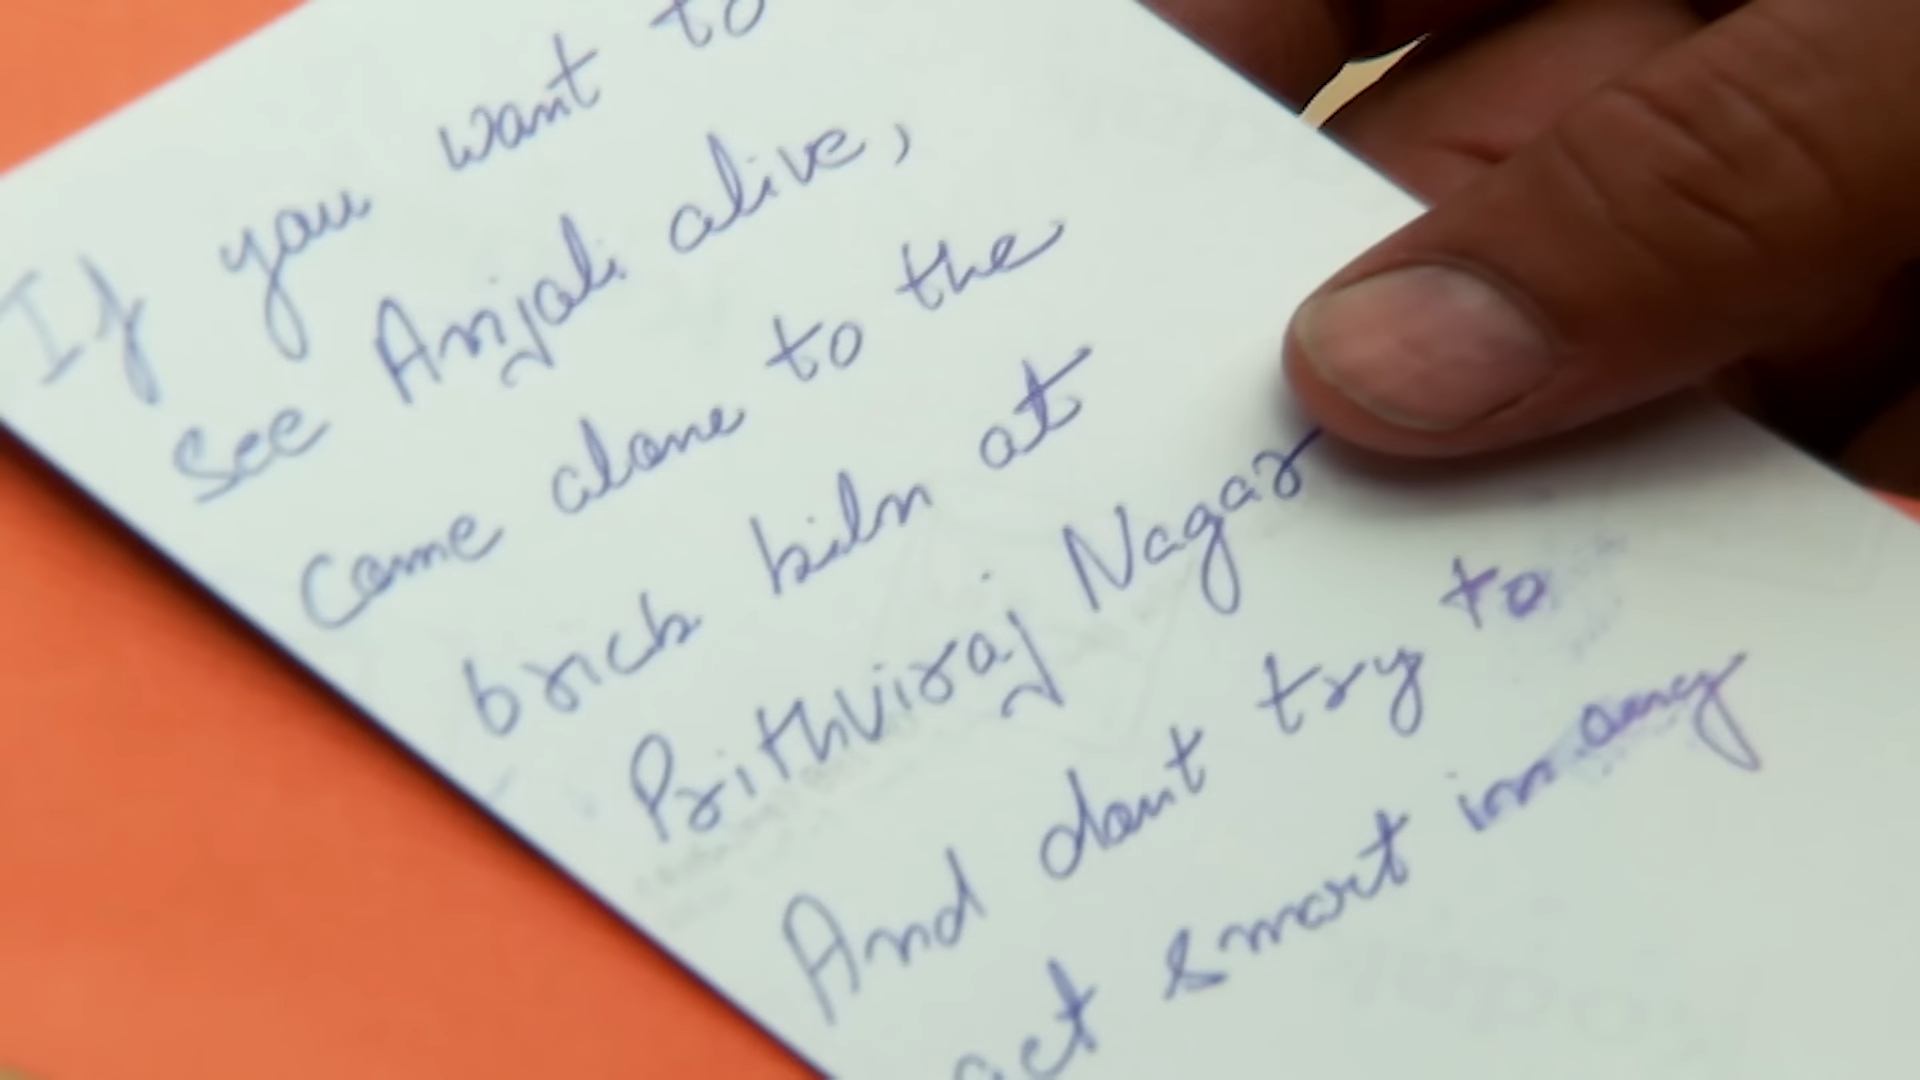 If you want to
see Anjali alive,
come alone to the
brick kiln at
Prithviraj Nagar
And dont try to
act smart in any